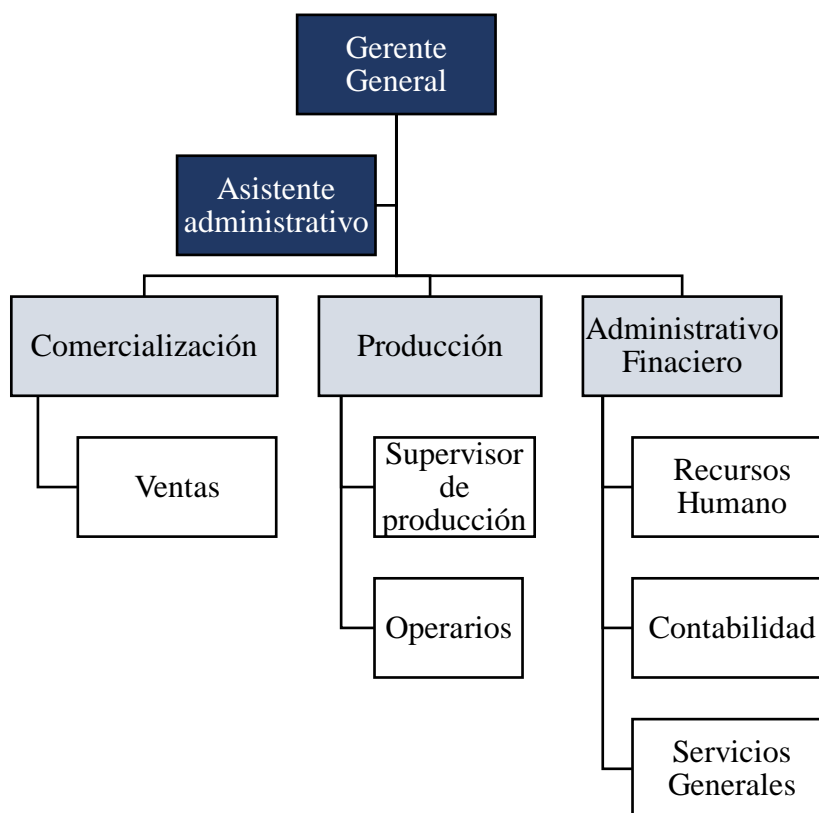 Gerente
General
Asistente
administrativo
Comercialización
Producción
Administrativo
Finaciero
Ventas
Supervisor
de
producción
Recursos
Humano
Operarios
Contabilidad
Servicios
Generales